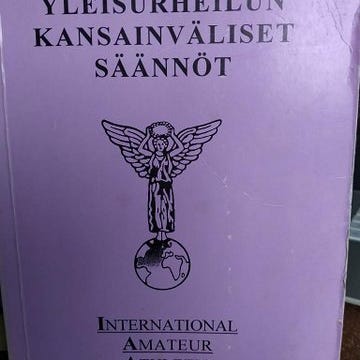 YLEISURHEILUN
KANSAINVÄLISET
SÄÄNNÖT
INTERNATIONAL
AMATEUR